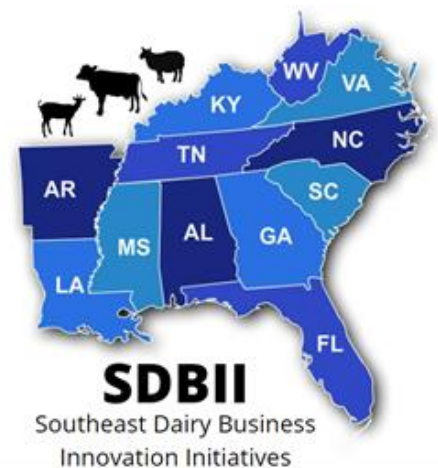 WV
VA
KY
NC
TN
AR
SC
MS
AL
GA
LA
FL
SDBII
Southeast Dairy Business
Innovation Initiatives